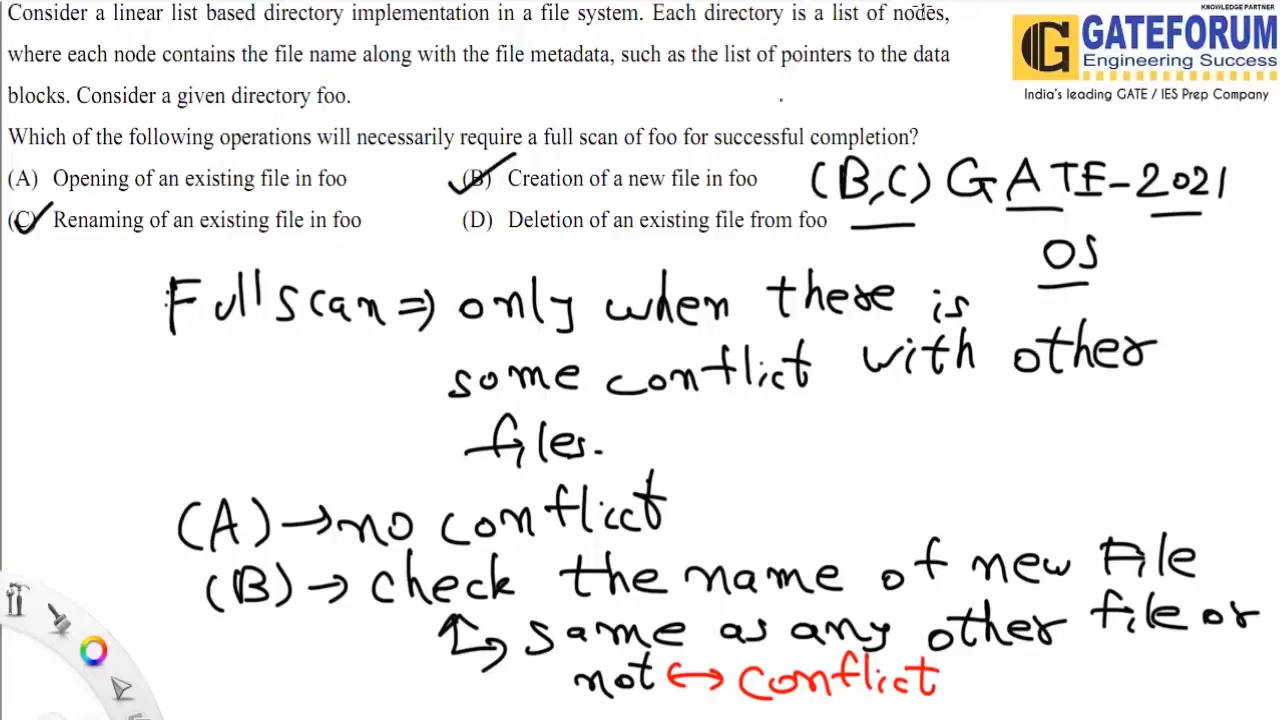 Consider a linear list based directory implementation in a file system. Each directory is a list of nodes,
where each node contains the file name along with the file metadata, such as the list of pointers to the data
blocks. Consider a given directory foo.
Which of the following operations will necessarily require a full scan of foo for successful completion?
(A) Opening of an existing file in foo
(B) Creation of a new file in foo
(C) Renaming of an existing file in foo
(D) Deletion of an existing file from foo
KNOWLEDGE PARTNER
GATEFORUM
Engineering Success
India's leading GATE / IES Prep Company
(B,C) GATE-2021
OS
Full scan ⇒ only when there is
some conflict with other
files.
(A) → no conflict
(B) → check the name of new File
↳ same as any other file or
not ↔ conflict